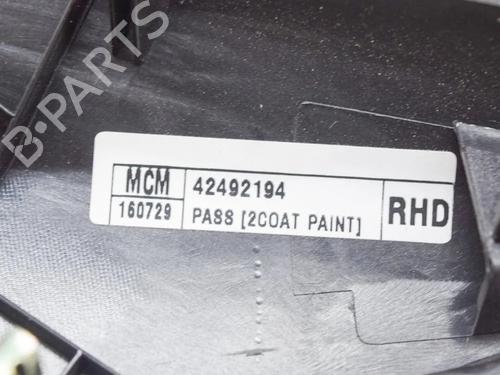 B-PARTS
MCM 42492194
160729 PASS [2COAT PAINT] RHD